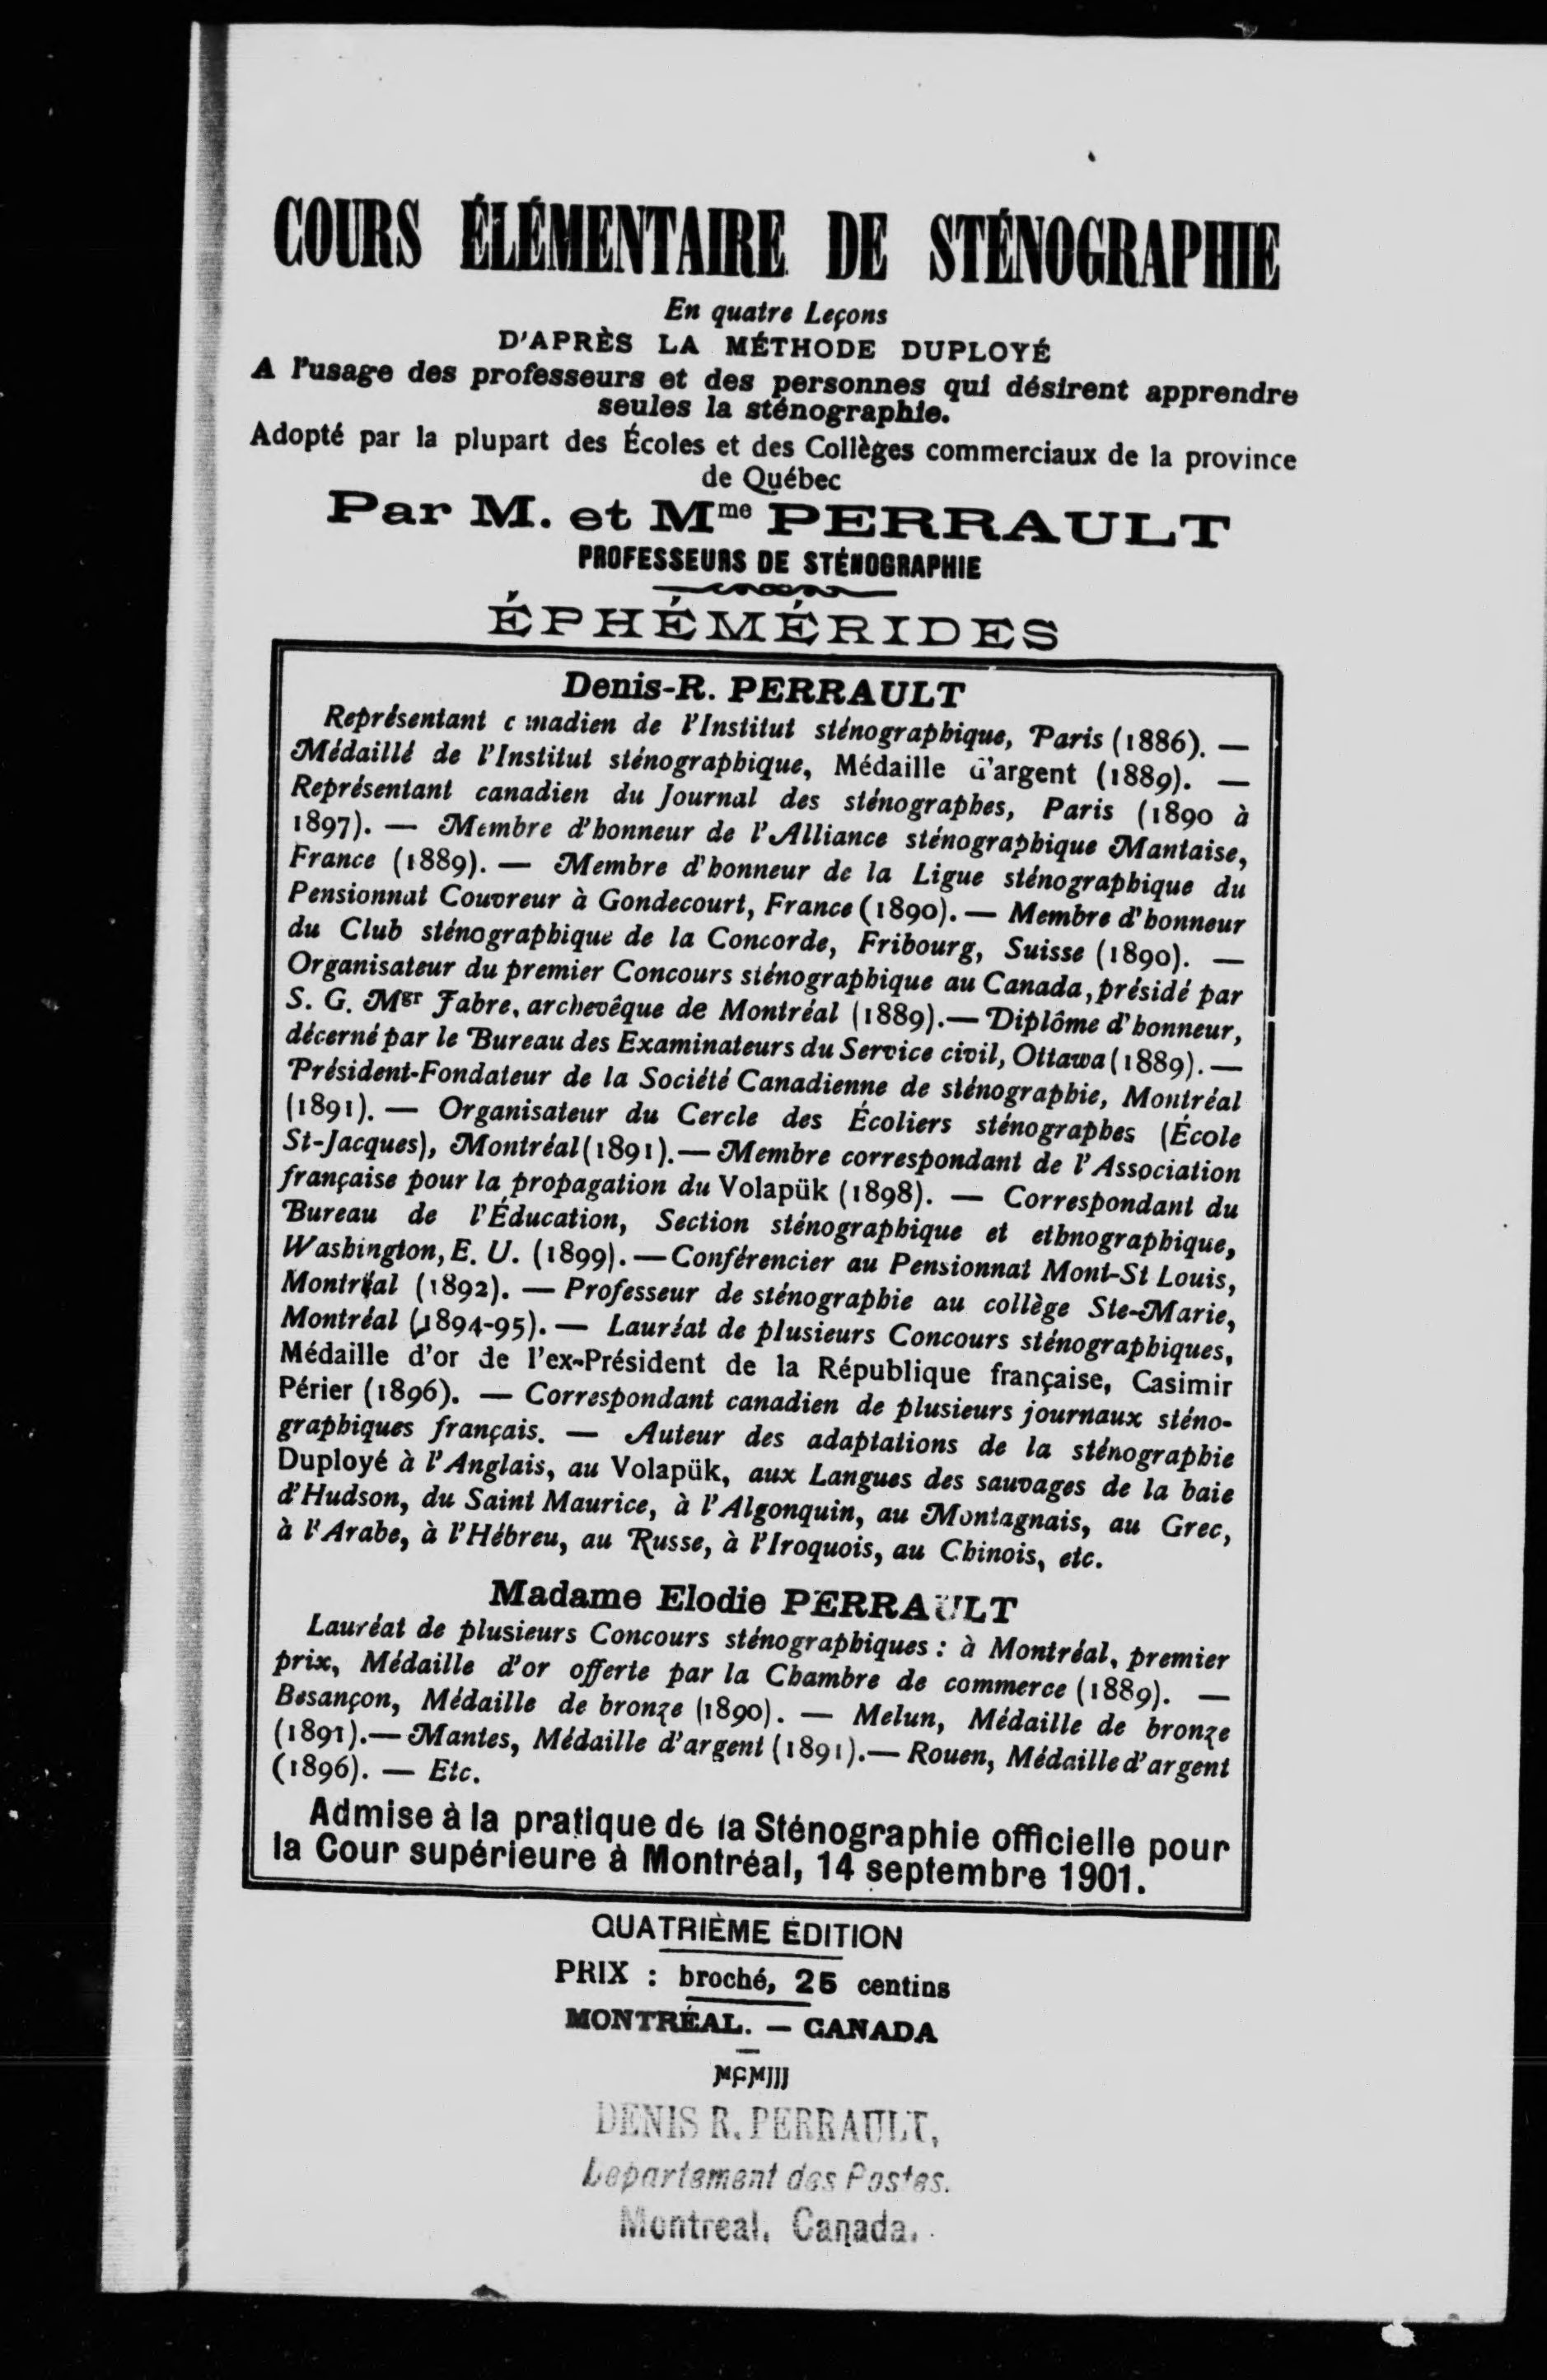 COURS ÉLÉMENTAIRE DE STÉNOGRAPHIE
En quatre Leçons
D'APRÈS LA MÉTHODE DUPLOYÉ
A l'usage des professeurs et des personnes qui désirent apprendre
seules la sténographie.
Adopté par la plupart des Écoles et des Collèges commerciaux de la province
de Québec
Par M. et Mme PERRAULT
PROFESSEURS DE STÉNOGRAPHIE
ÉPHÉMÉRIDES
Denis-R. PERRAULT
Représentant canadien de l'Institut sténographique, Paris (1886). —
Médaillé de l'Institut sténographique, Médaille d'argent (1889). —
Représentant canadien du Journal des sténographes, Paris (1890 à
1897). — Membre d'honneur de l'Alliance sténographique Mantaise,
France (1889). — Membre d'honneur de la Ligue sténographique du
Pensionnat Couvreur à Gondecourt, France (1890). — Membre d'honneur
du Club sténographique de la Concorde, Fribourg, Suisse (1890). —
Organisateur du premier Concours sténographique au Canada, présidé par
S. G. Mgr Fabre, archevêque de Montréal (1889). — Diplôme d'honneur,
décerné par le Bureau des Examinateurs du Service civil, Ottawa (1889). —
Président-Fondateur de la Société Canadienne de sténographie, Montréal
(1891). — Organisateur du Cercle des Écoliers sténographes (École
St-Jacques), Montréal (1891). — Membre correspondant de l'Association
française pour la propagation du Volapük (1898). — Correspondant du
Bureau de l'Éducation, Section sténographique et ethnographique,
Washington, E. U. (1899). — Conférencier au Pensionnat Mont-St Louis,
Montréal (1892). — Professeur de sténographie au collège Ste-Marie,
Montréal (1894-95). — Lauréat de plusieurs Concours sténographiques,
Médaille d'or de l'ex-Président de la République française, Casimir
Périer (1896). — Correspondant canadien de plusieurs journaux sténo-
graphiques français. — Auteur des adaptations de la sténographie
Duployé à l'Anglais, au Volapük, aux Langues des sauvages de la baie
d'Hudson, du Saint Maurice, à l'Algonquin, au Montagnais, au Grec,
à l'Arabe, à l'Hébreu, au Russe, à l'Iroquois, au Chinois, etc.
Madame Elodie PERRAULT
Lauréat de plusieurs Concours sténographiques : à Montréal, premier
prix, Médaille d'or offerte par la Chambre de commerce (1889). —
Besançon, Médaille de bronze (1890). — Melun, Médaille de bronze
(1891). — Mantes, Médaille d'argent (1891). — Rouen, Médaille d'argent
(1896). — Etc.
Admise à la pratique de la Sténographie officielle pour
la Cour supérieure à Montréal, 14 septembre 1901.
QUATRIÈME ÉDITION
PRIX : broché, 25 centins
MONTRÉAL. — CANADA
MCMIII
DENIS R. PERRAULT,
Departement des Postes.
Montreal, Canada.